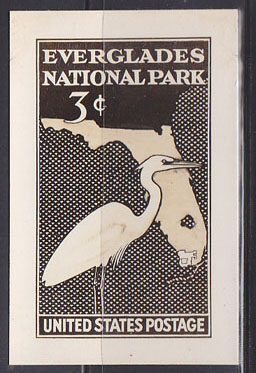 EVERGLADES
NATIONAL PARK
3¢
UNITED STATES POSTAGE